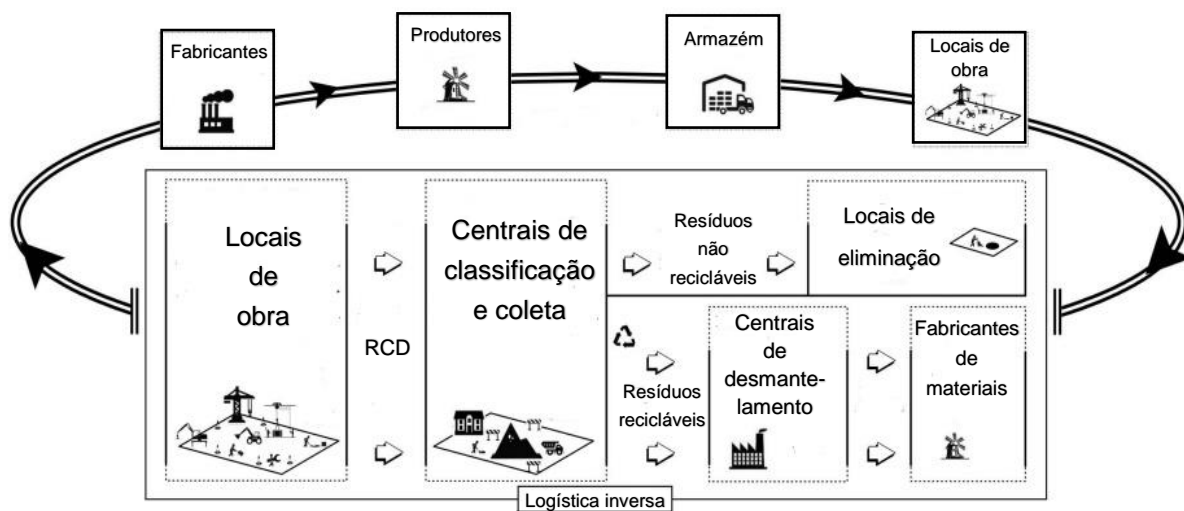 Fabricantes
Produtores
Armazém
Locais de
obra
Locais
de
obra
RCD
Centrais de
classificação
e coleta
Resíduos
não
recicláveis
Locais de
eliminação
Resíduos
recicláveis
Centrais
de
desmante-
lamento
Fabricantes
de
materiais
Logística inversa